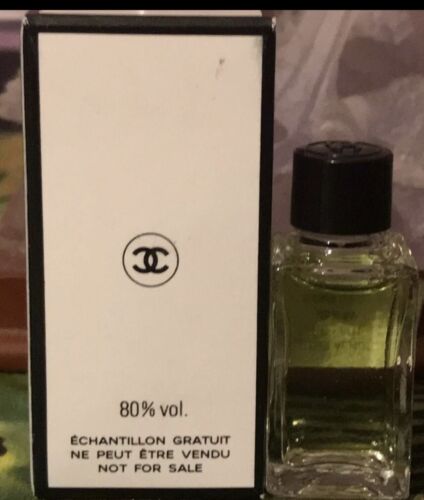 80% vol.
ÉCHANTILLON GRATUIT
NE PEUT ÊTRE VENDU
NOT FOR SALE